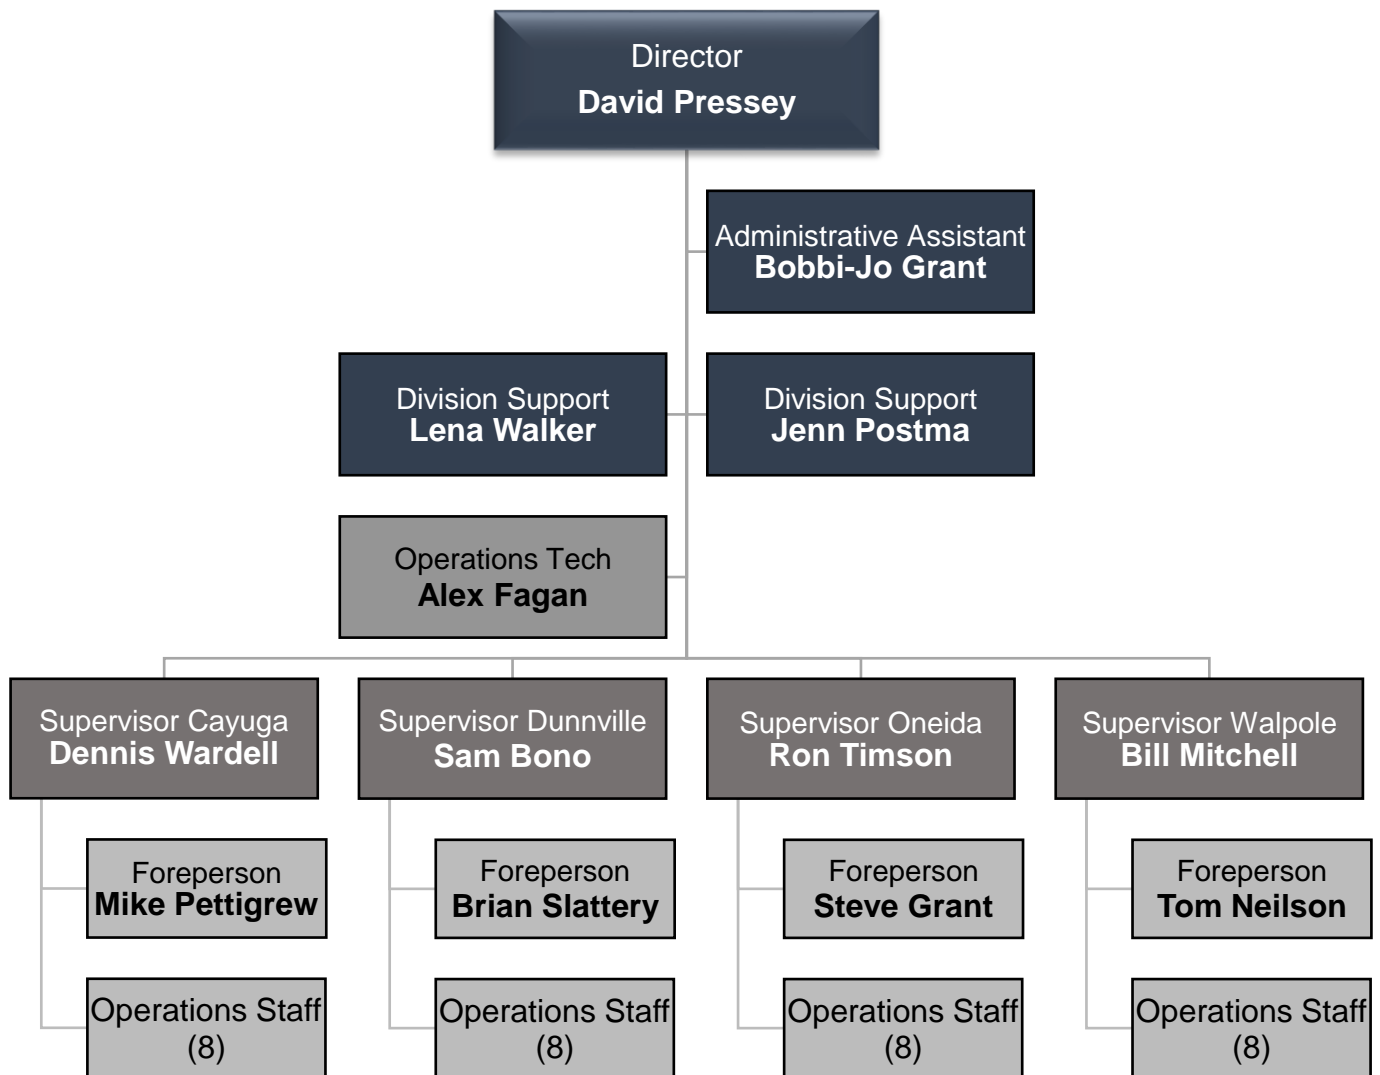 Director
David Pressey
Administrative Assistant
Bobbi-Jo Grant
Division Support
Lena Walker
Division Support
Jenn Postma
Operations Tech
Alex Fagan
Supervisor Cayuga
Dennis Wardell
Supervisor Dunnville
Sam Bono
Supervisor Oneida
Ron Timson
Supervisor Walpole
Bill Mitchell
Foreperson
Mike Pettigrew
Foreperson
Brian Slattery
Foreperson
Steve Grant
Foreperson
Tom Neilson
Operations Staff
(8)
Operations Staff
(8)
Operations Staff
(8)
Operations Staff
(8)